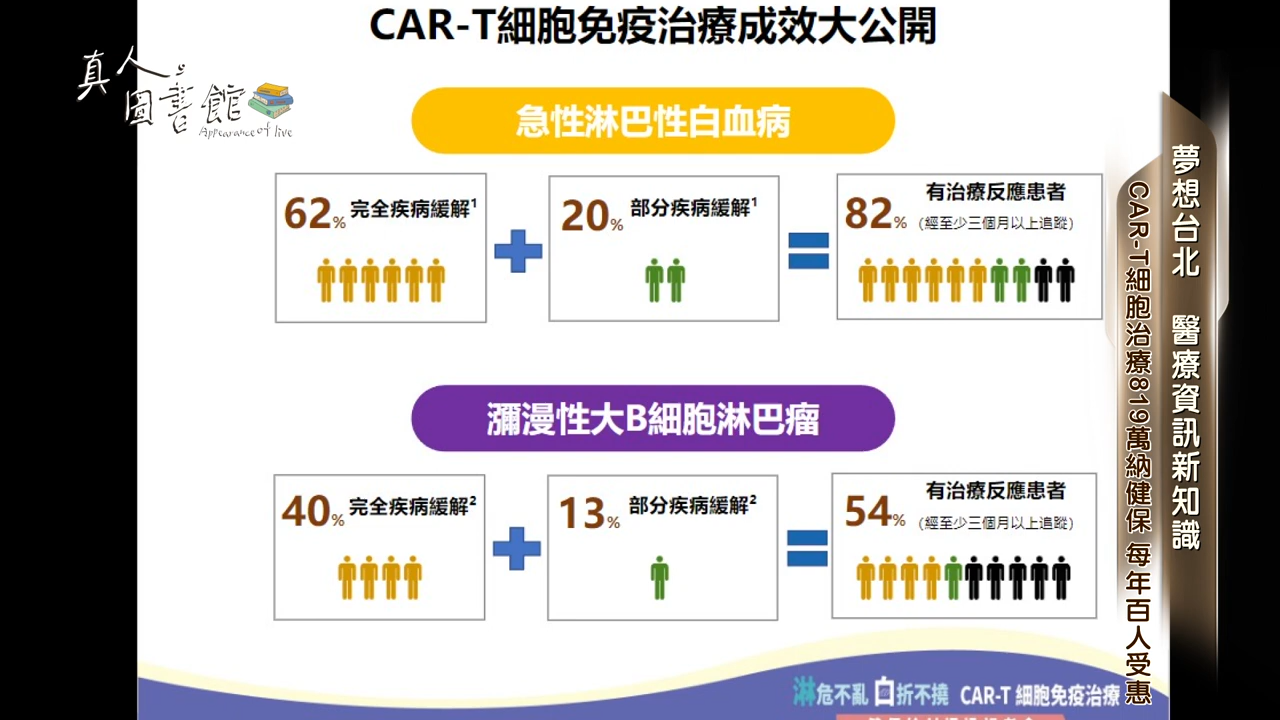 CAR-T細胞免疫治療成效大公開
真人圖書館
Appearance of live
急性淋巴性白血病
62% 完全疾病緩解1
20% 部分疾病緩解1
82% 有治療反應患者
(經至少三個月以上追蹤)
瀰漫性大B細胞淋巴瘤
40% 完全疾病緩解2
13% 部分疾病緩解2
54% 有治療反應患者
(經至少三個月以上追蹤)
淋危不亂 白折不撓 CAR-T 細胞免疫治療
夢想台北 醫療資訊新知識
CAR-T細胞治療819萬納健保 每年百人受惠